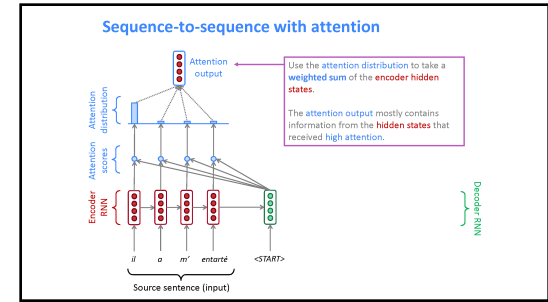 Sequence-to-sequence with attention
Attention
output
Use the attention distribution to take a
weighted sum of the encoder hidden
states.
The attention output mostly contains
information from the hidden states that
received high attention.
Attention
distribution
Attention
scores
Encoder
RNN
Decoder RNN
il a m' entarté <START>
Source sentence (input)